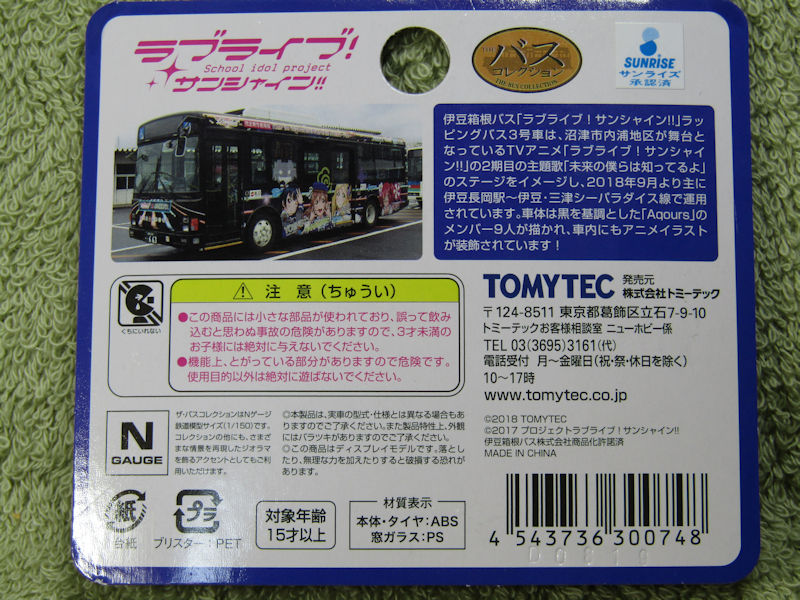 ラブライブ!
School idol project
サンシャイン!!
THE
バス
コレクション
THE BUS COLLECTION
SUNRISE
サンライズ
承認済
伊豆箱根バス「ラブライブ!サンシャイン!!」ラッ
ピングバス3号車は、沼津市内浦地区が舞台と
なっているTVアニメ「ラブライブ!サンシャイ
ン!!」の2期目の主題歌「未来の僕らは知ってるよ」
のステージをイメージし、2018年9月より主に
伊豆長岡駅～伊豆・三津シーパラダイス線で運
用されています。車体は黒を基調とした「Aqours」の
メンバー9人が描かれ、車内にもアニメイラスト
が装飾されています!
ぐちにいれない
注 意(ちゅうい)
●この商品には小さな部品が使われており、誤って飲み
込むと思わぬ事故の危険がありますので、3才未満の
お子様には絶対に与えないでください。
●機能上、とがっている部分がありますので危険です。
使用目的以外は絶対に遊ばないでください。
TOMYTEC 発売元
株式会社トミーテック
〒124-8511 東京都葛飾区立石7-9-10
トミーテックお客様相談室 ニューホビー係
TEL 03(3695)3161(代)
電話受付 月～金曜日(祝・祭・休日を除く)
10～17時
www.tomytec.co.jp
©2018 TOMYTEC
©2017 プロジェクトラブライブ!サンシャイン!!
伊豆箱根バス株式会社商品化許諾済
MADE IN CHINA
N
GAUGE
ザ・バスコレクションはNゲージ
鉄道模型サイズ(1/150)です。
コレクションの他にも、さまざ
まな情景を再現したジオラマ
を飾るアクセントとしてもご利
用いただけます。
◎本製品は、実車の型式・仕様とは異なる場合もあ
りますのでご了承ください。また製品特性上、外観
にはバラツキがありますのでご了承ください。
◎この商品はディスプレイモデルです。落とし
たり、無理な力を加えたりすると破損する恐れが
あります。
紙
台紙
プラ
ブリスター:PET
対象年齢
15才以上
材質表示
本体・タイヤ:ABS
窓ガラス:PS
4 543736 300748